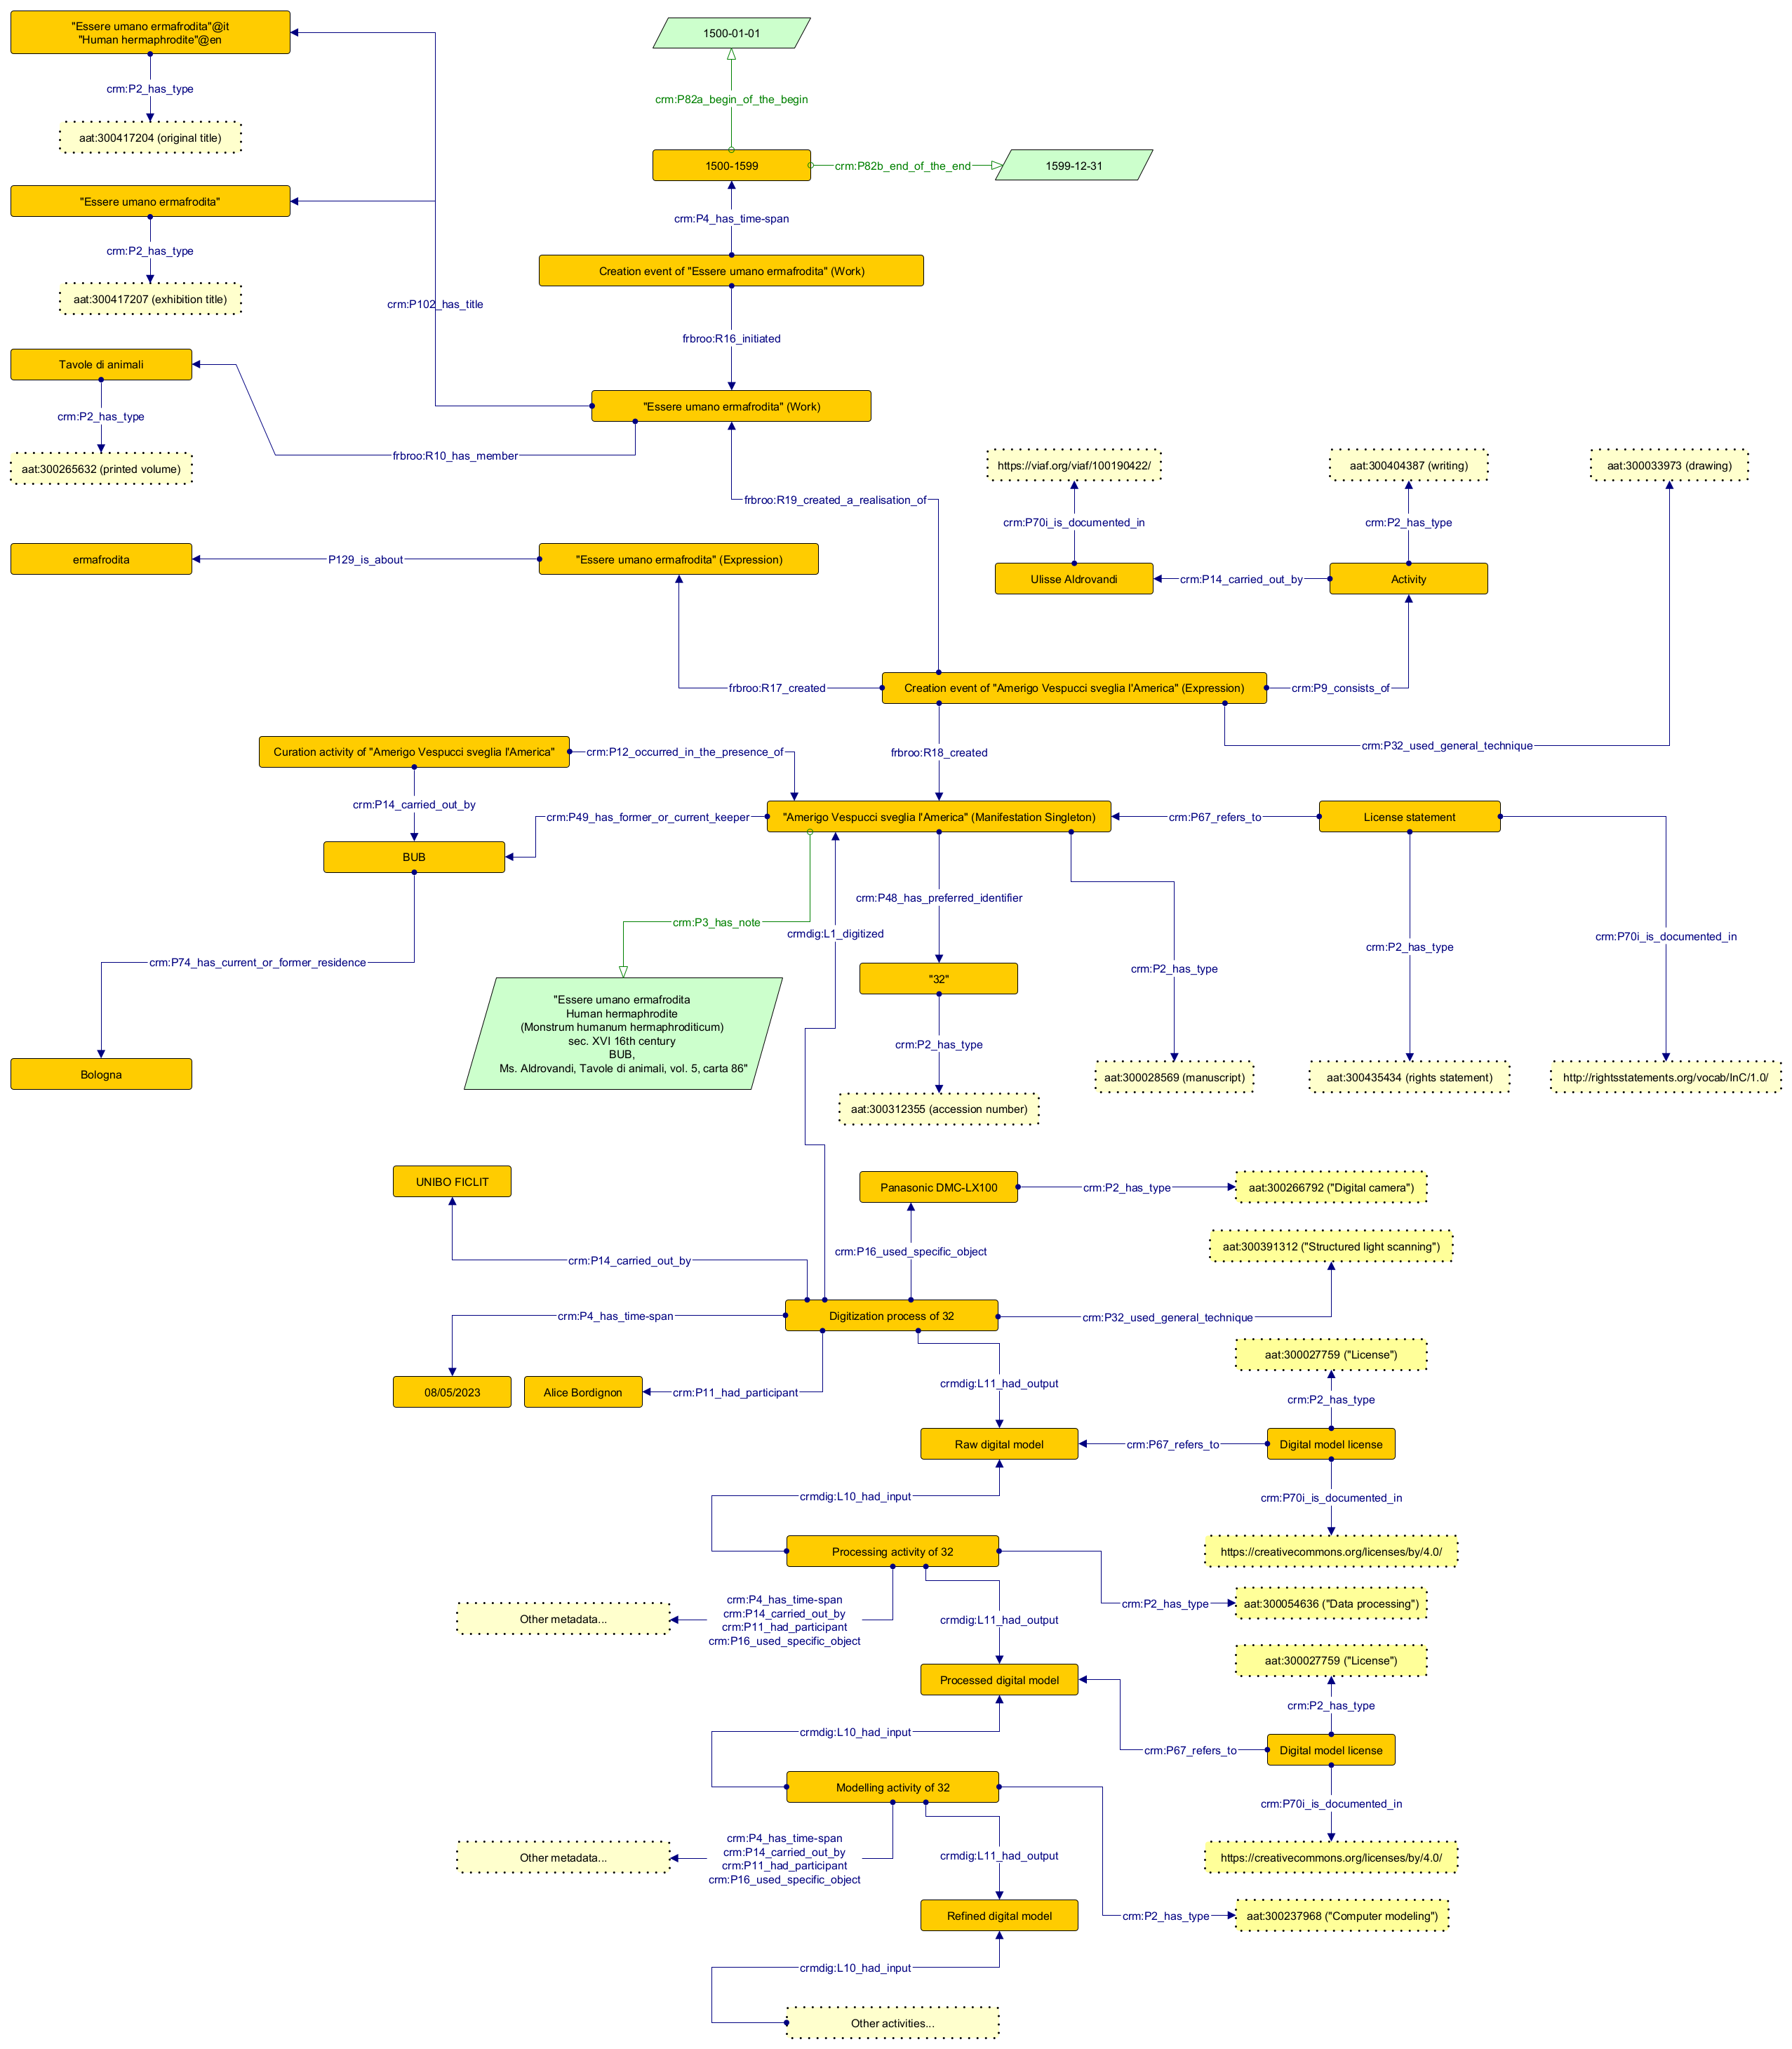 "Essere umano ermafrodita"@it
"Human hermaphrodite"@en
crm:P2_has_type
aat:300417204 (original title)
1500-01-01
crm:P82a_begin_of_the_begin
1500-1599
crm:P82b_end_of_the_end
1599-12-31
"Essere umano ermafrodita"
crm:P2_has_type
aat:300417207 (exhibition title)
crm:P4_has_time-span
Creation event of "Essere umano ermafrodita" (Work)
crm:P102_has_title
frbroo:R16_initiated
Tavole di animali
crm:P2_has_type
aat:300265632 (printed volume)
"Essere umano ermafrodita" (Work)
frbroo:R10_has_member
frbroo:R19_created_a_realisation_of
https://viaf.org/viaf/100190422/
aat:300404387 (writing)
aat:300033973 (drawing)
crm:P70i_is_documented_in
crm:P2_has_type
ermafrodita
P129_is_about
"Essere umano ermafrodita" (Expression)
Ulisse Aldrovandi
crm:P14_carried_out_by
Activity
frbroo:R17_created
Creation event of "Amerigo Vespucci sveglia l'America" (Expression)
crm:P9_consists_of
crm:P32_used_general_technique
Curation activity of "Amerigo Vespucci sveglia l'America"
crm:P12_occurred_in_the_presence_of
frbroo:R18_created
crm:P14_carried_out_by
crm:P49_has_former_or_current_keeper
"Amerigo Vespucci sveglia l'America" (Manifestation Singleton)
crm:P67_refers_to
License statement
BUB
crm:P3_has_note
crmdig:L1_digitized
crm:P48_has_preferred_identifier
crm:P2_has_type
crm:P2_has_type
crm:P70i_is_documented_in
crm:P74_has_current_or_former_residence
"32"
"Essere umano ermafrodita
Human hermaphrodite
(Monstrum humanum hermaphroditicum)
sec. XVI 16th century
BUB,
Ms. Aldrovandi, Tavole di animali, vol. 5, carta 86"
crm:P2_has_type
Bologna
aat:300312355 (accession number)
aat:300028569 (manuscript)
aat:300435434 (rights statement)
http://rightsstatements.org/vocab/InC/1.0/
UNIBO FICLIT
Panasonic DMC-LX100
crm:P2_has_type
aat:300266792 ("Digital camera")
crm:P14_carried_out_by
crm:P16_used_specific_object
aat:300391312 ("Structured light scanning")
crm:P4_has_time-span
Digitization process of 32
crm:P32_used_general_technique
08/05/2023
Alice Bordignon
crm:P11_had_participant
crmdig:L11_had_output
aat:300027759 ("License")
crm:P2_has_type
Raw digital model
crm:P67_refers_to
Digital model license
crmdig:L10_had_input
crm:P70i_is_documented_in
Processing activity of 32
https://creativecommons.org/licenses/by/4.0/
Other metadata...
crm:P4_has_time-span
crm:P14_carried_out_by
crm:P11_had_participant
crm:P16_used_specific_object
crmdig:L11_had_output
crm:P2_has_type
aat:300054636 ("Data processing")
aat:300027759 ("License")
crm:P2_has_type
Processed digital model
crmdig:L10_had_input
crm:P67_refers_to
Digital model license
Modelling activity of 32
crm:P70i_is_documented_in
Other metadata...
crm:P4_has_time-span
crm:P14_carried_out_by
crm:P11_had_participant
crm:P16_used_specific_object
crmdig:L11_had_output
https://creativecommons.org/licenses/by/4.0/
Refined digital model
crm:P2_has_type
aat:300237968 ("Computer modeling")
crmdig:L10_had_input
Other activities...